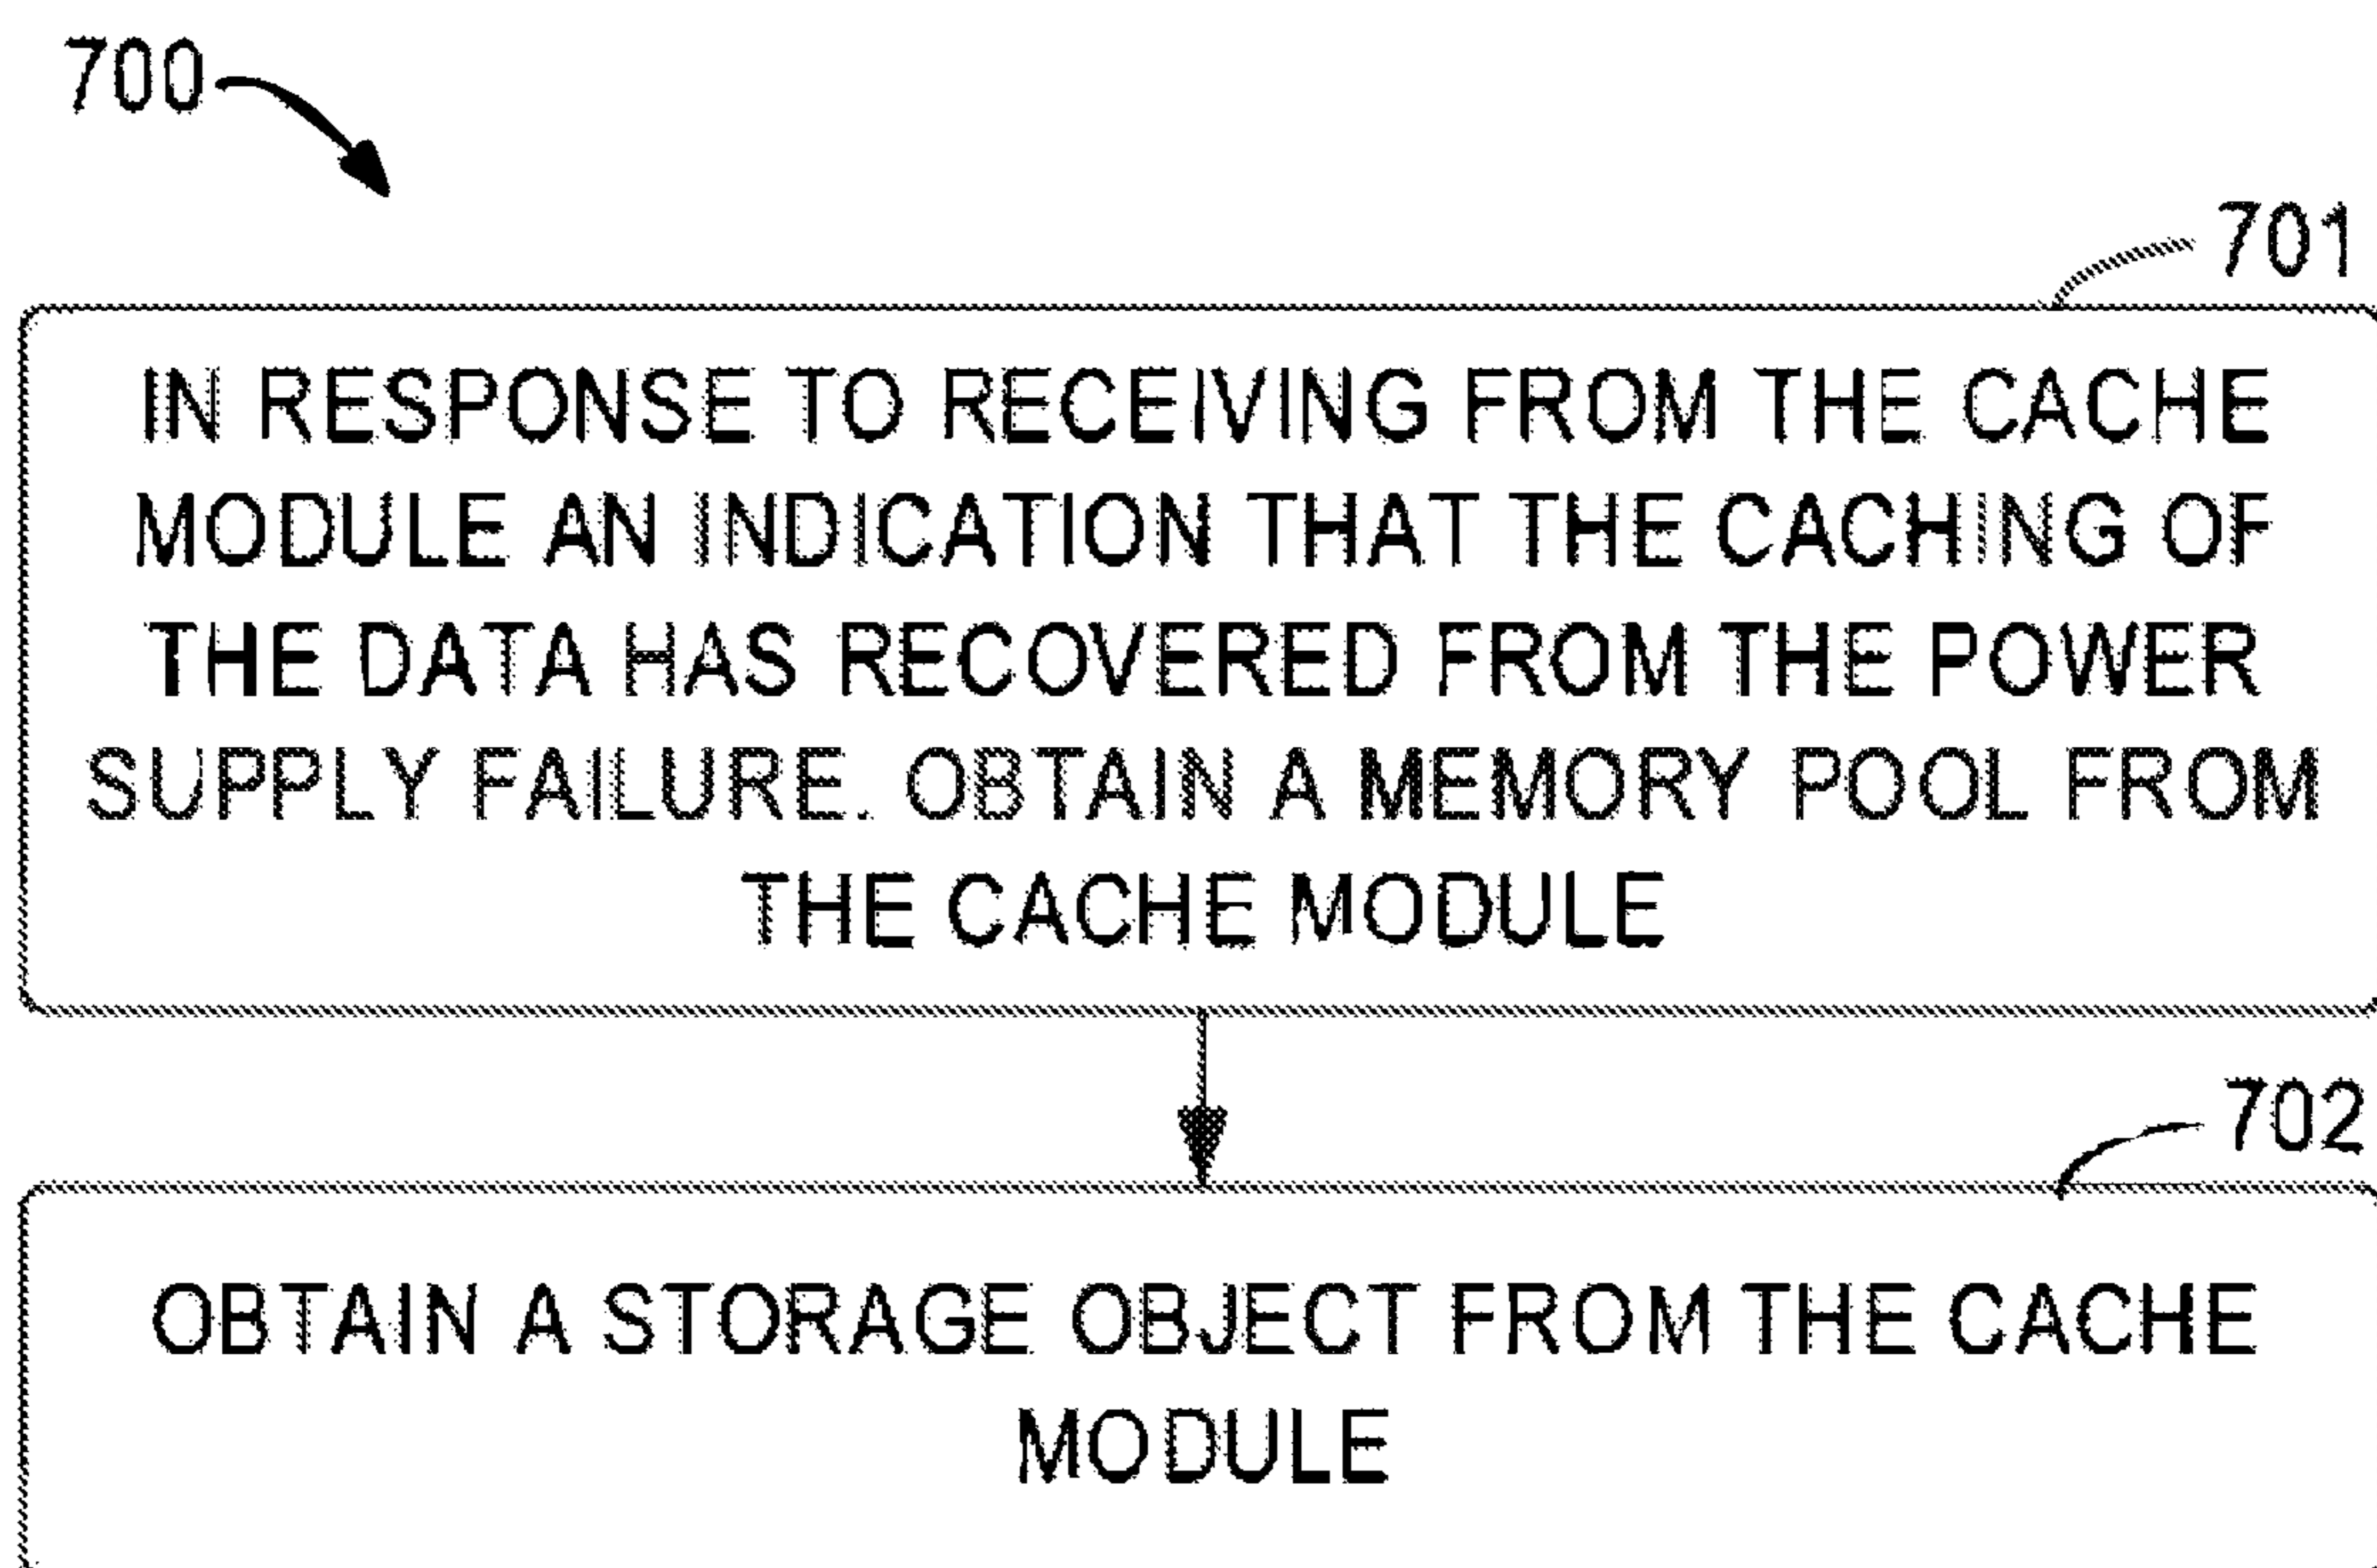 700
701
IN RESPONSE TO RECEIVING FROM THE CACHE
MODULE AN INDICATION THAT THE CACHING OF
THE DATA HAS RECOVERED FROM THE POWER
SUPPLY FAILURE. OBTAIN A MEMORY POOL FROM
THE CACHE MODULE
702
OBTAIN A STORAGE OBJECT FROM THE CACHE
MODULE